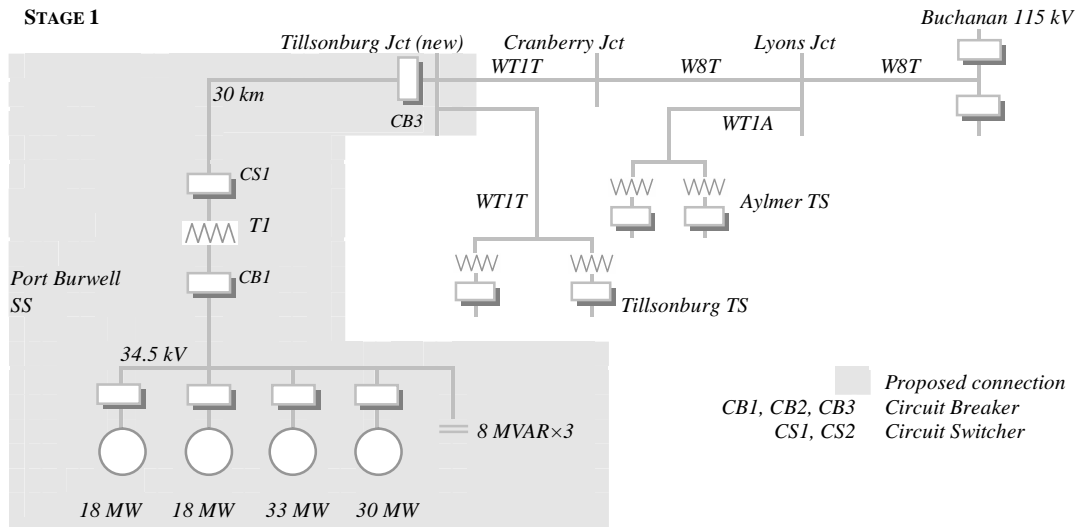 STAGE 1
Buchanan 115 kV
Tillsonburg Jct (new)
Cranberry Jct
Lyons Jct
WT1T
W8T
W8T
30 km
CB3
WT1A
CS1
WT1T
Aylmer TS
T1
Port Burwell
SS
CB1
Tillsonburg TS
34.5 kV
Proposed connection
CB1, CB2, CB3 Circuit Breaker
CS1, CS2 Circuit Switcher
8 MVAR×3
18 MW 18 MW 33 MW 30 MW